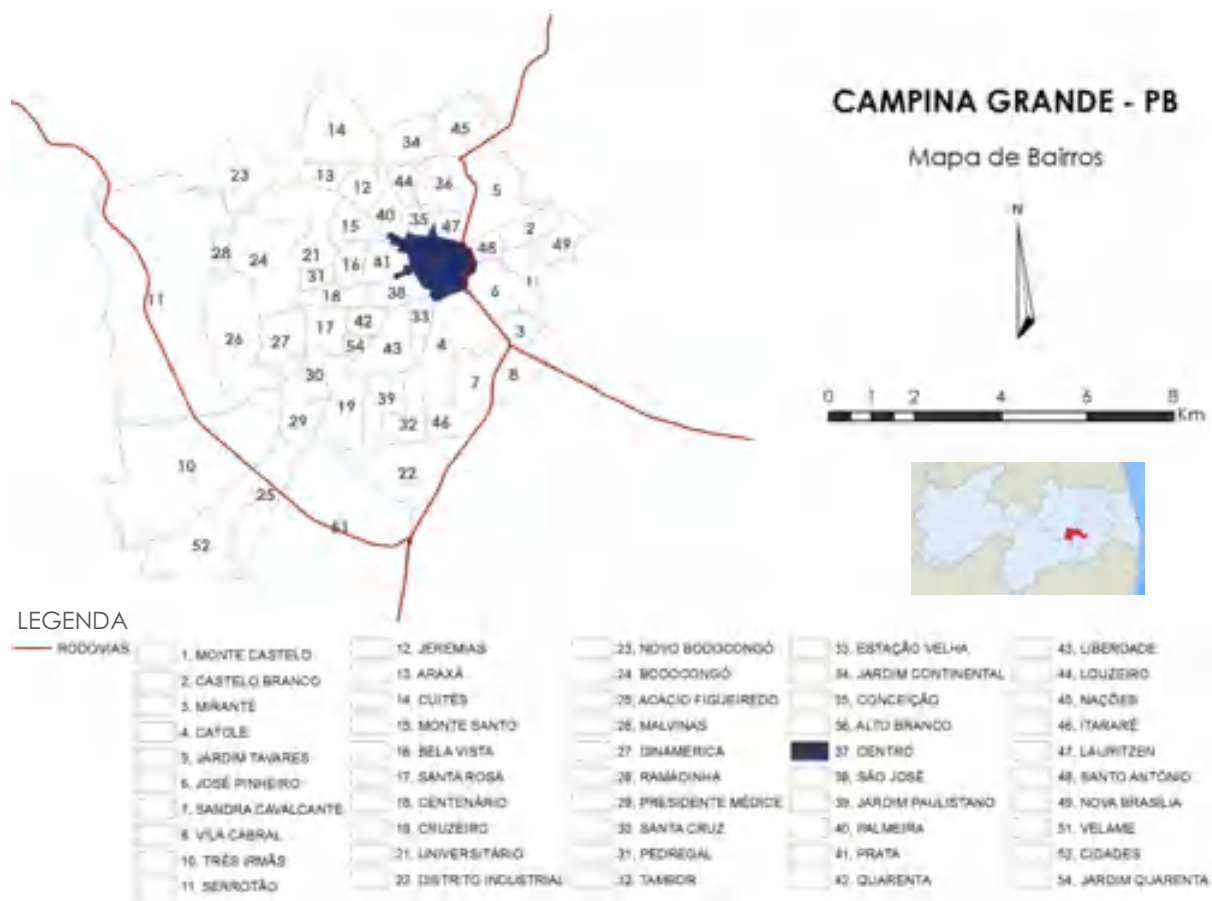 CAMPINA GRANDE - PB
Mapa de Bairros
N
0 1 2 4 6 8
Km
14
45
34
23
13
12
44
36
5
40
35
47
2
15
49
28
24
21
16
41
48
31
6
1
18
38
11
33
17
42
3
26
27
54
43
4
30
7
8
39
19
29
32
46
10
22
25
51
52
LEGENDA
RODOVIAS
1. MONTE CASTELO
2. CASTELO BRANCO
3. MIRANTE
4. CATOLÉ
5. JARDIM TAVARES
6. JOSÉ PINHEIRO
7. SANDRA CAVALCANTE
8. VILA CABRAL
10. TRÊS IRMÃS
11. SERROTÃO
12. JEREMIAS
13. ARAXÁ
14. CUITÉS
15. MONTE SANTO
16. BELA VISTA
17. SANTA ROSA
18. CENTENÁRIO
19. CRUZEIRO
21. UNIVERSITÁRIO
22. DISTRITO INDUSTRIAL
23. NOVO BODOCONGÓ
24. BODOCONGÓ
25. ACÁCIO FIGUEIREDO
26. MALVINAS
27. DINAMÉRICA
28. RAMADINHA
29. PRESIDENTE MÉDICE
30. SANTA CRUZ
31. PEDREGAL
32. TAMBOR
33. ESTAÇÃO VELHA
34. JARDIM CONTINENTAL
35. CONCEIÇÃO
36. ALTO BRANCO
37. CENTRO
38. SÃO JOSÉ
39. JARDIM PAULISTANO
40. PALMEIRA
41. PRATA
42. QUARENTA
43. LIBERDADE
44. LOUZEIRO
45. NAÇÕES
46. ITARARÉ
47. LAURITZEN
48. SANTO ANTÔNIO
49. NOVA BRASÍLIA
51. VELAME
52. CIDADES
54. JARDIM QUARENTA